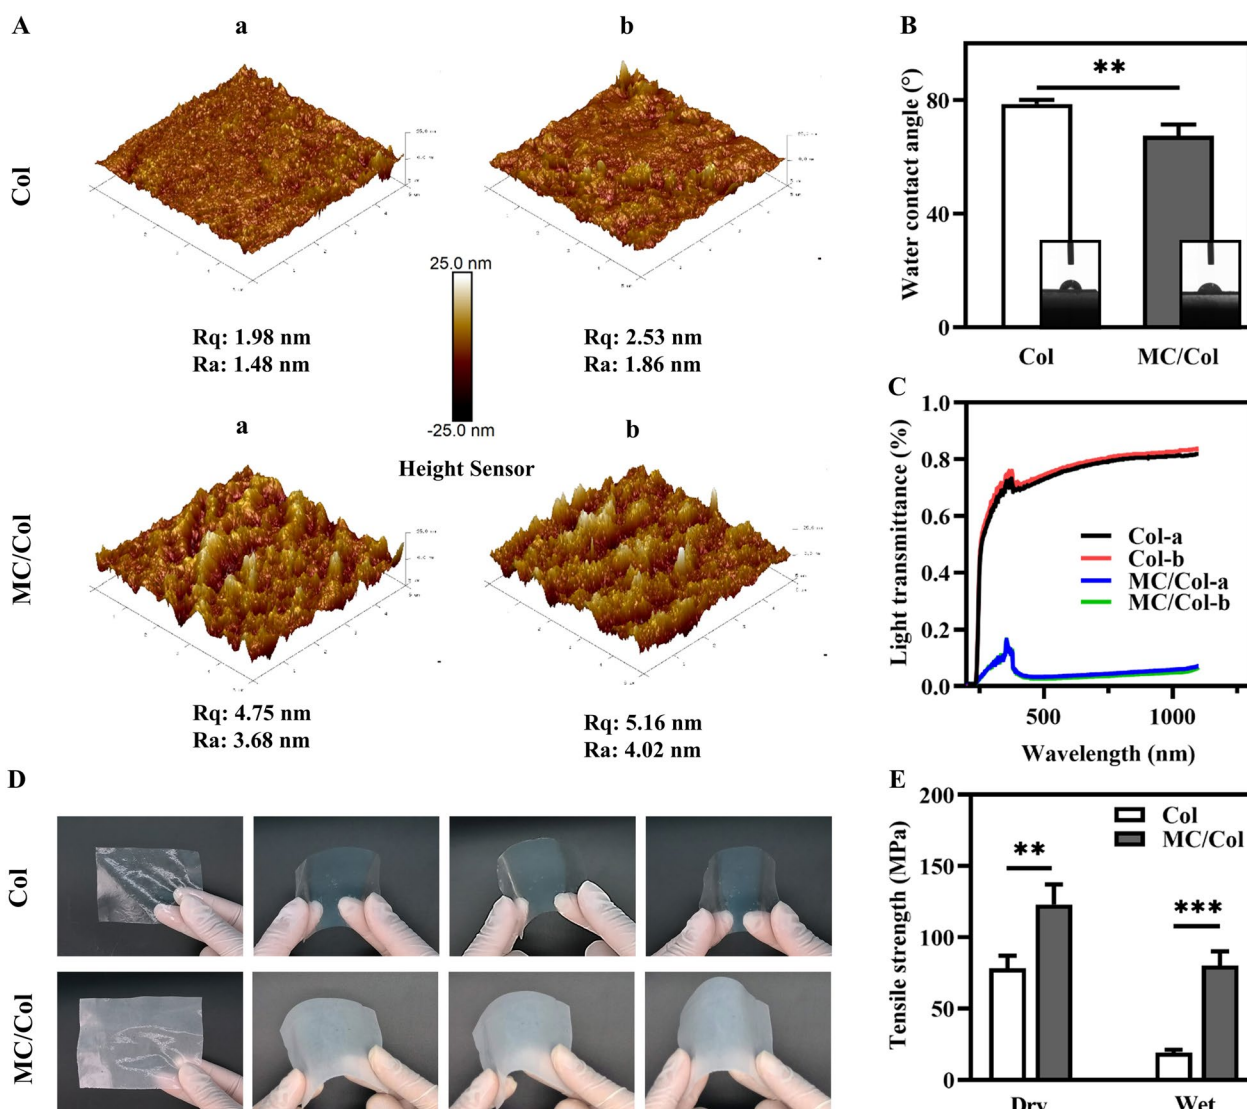 A
a
b
Col
25.0 nm
-25.0 nm
Height Sensor
Rq: 1.98 nm
Ra: 1.48 nm
Rq: 2.53 nm
Ra: 1.86 nm
a
b
MC/Col
Rq: 4.75 nm
Ra: 3.68 nm
Rq: 5.16 nm
Ra: 4.02 nm
B
Water contact angle (°)
80
40
0
**
Col
MC/Col
C
Light transmittance (%)
1.0
0.8
0.6
0.4
0.2
0.0
Col-a
Col-b
MC/Col-a
MC/Col-b
500
1000
Wavelength (nm)
D
Col
MC/Col
E
Tensile strength (MPa)
200
150
100
50
0
Col
MC/Col
**
***
Dry
Wet